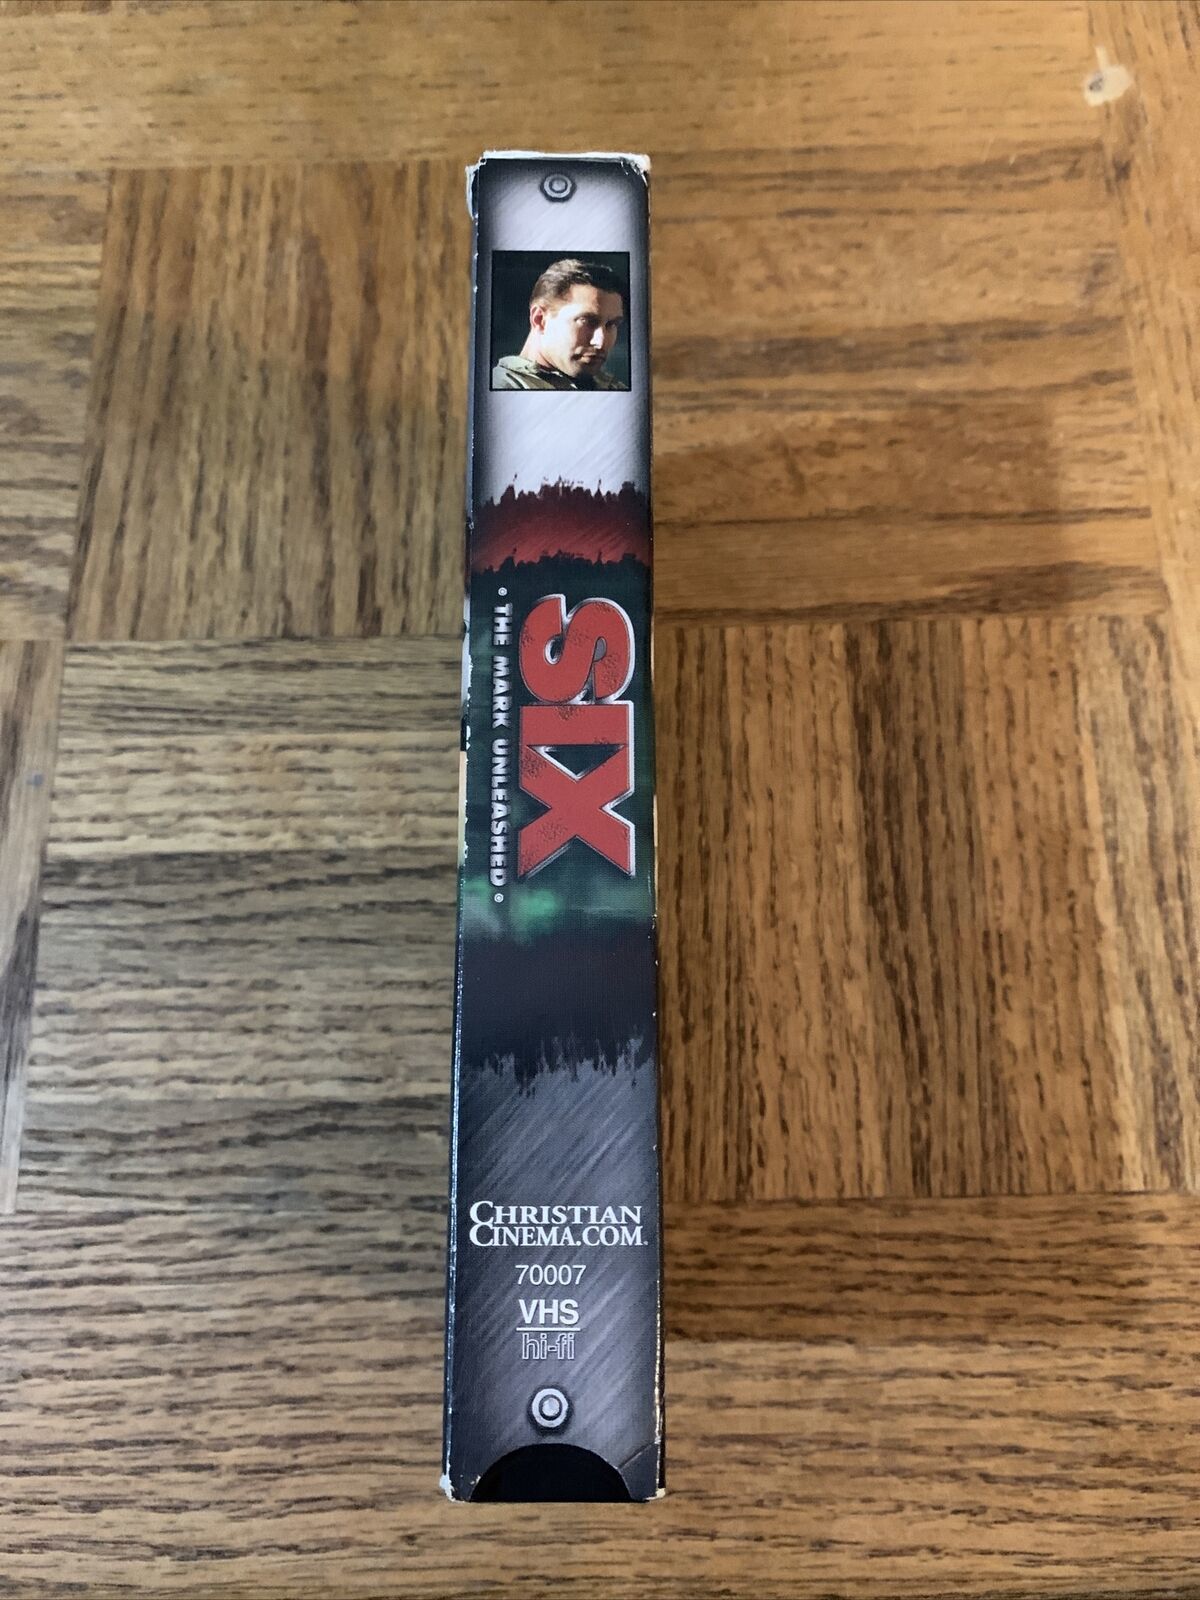 SIX
• THE MARK UNLEASHED •
CHRISTIAN
CINEMA.COM
70007
VHS
hi-fi